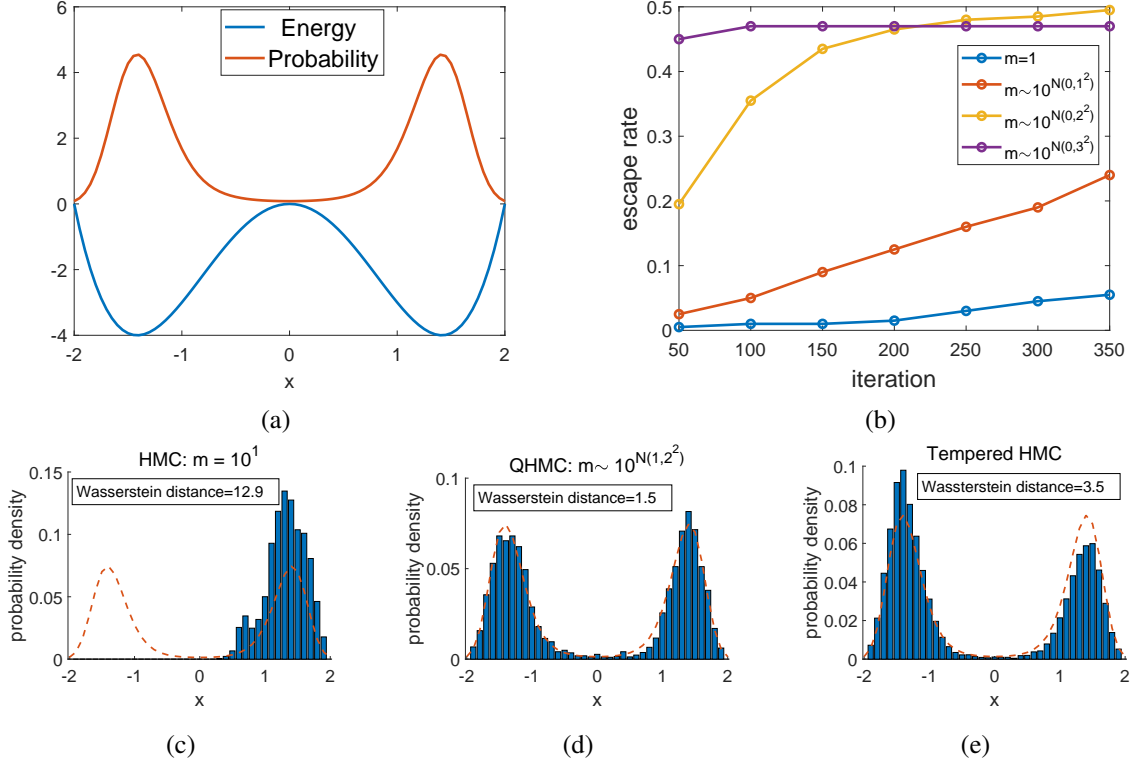 Energy
Probability
6
4
2
0
-2
-4
-2
-1
0
1
2
x
(a)
0.5
0.4
0.3
0.2
0.1
0
escape rate
m=1
m∼10^{N(0,1^2)}
m∼10^{N(0,2^2)}
m∼10^{N(0,3^2)}
50
100
150
200
250
300
350
iteration
(b)
HMC: m = 10^1
Wasserstein distance=12.9
probability density
0.15
0.1
0.05
0
-2
-1
0
1
2
x
(c)
QHMC: m∼ 10^{N(1,2^2)}
Wasserstein distance=1.5
probability density
0.1
0.05
0
-2
-1
0
1
2
x
(d)
Tempered HMC
Wassterstein distance=3.5
probability density
0.1
0.08
0.06
0.04
0.02
0
-2
-1
0
1
2
x
(e)